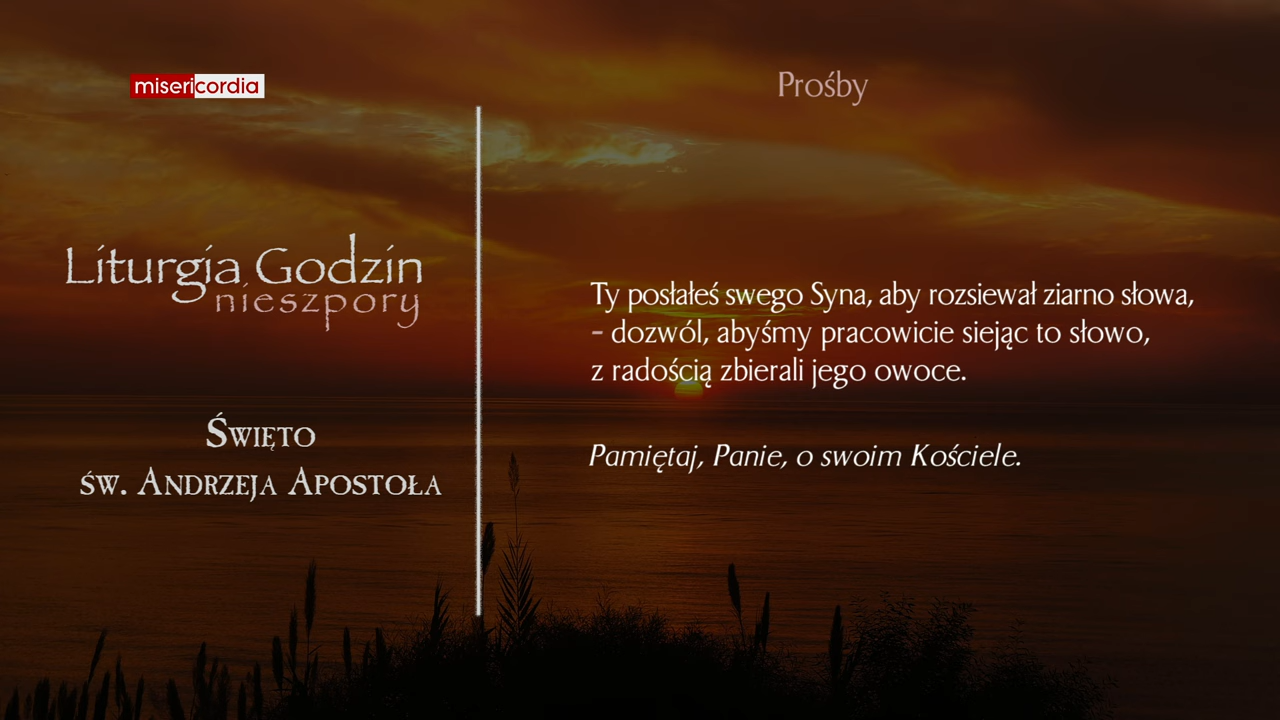 misericordia
Liturgia Godzin
nieszpory
Święto
św. Andrzeja Apostoła
Prośby
Ty posłałeś swego Syna, aby rozsiewał ziarno słowa,
- dozwól, abyśmy pracowicie siejąc to słowo,
z radością zbierali jego owoce.
Pamiętaj, Panie, o swoim Kościele.